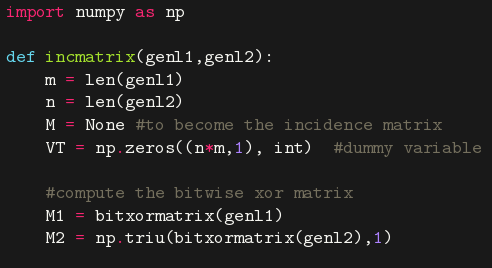 import numpy as np

def incmatrix(genl1,genl2):
    m = len(genl1)
    n = len(genl2)
    M = None #to become the incidence matrix
    VT = np.zeros((n*m,1), int)  #dummy variable

    #compute the bitwise xor matrix
    M1 = bitxormatrix(genl1)
    M2 = np.triu(bitxormatrix(genl2),1)